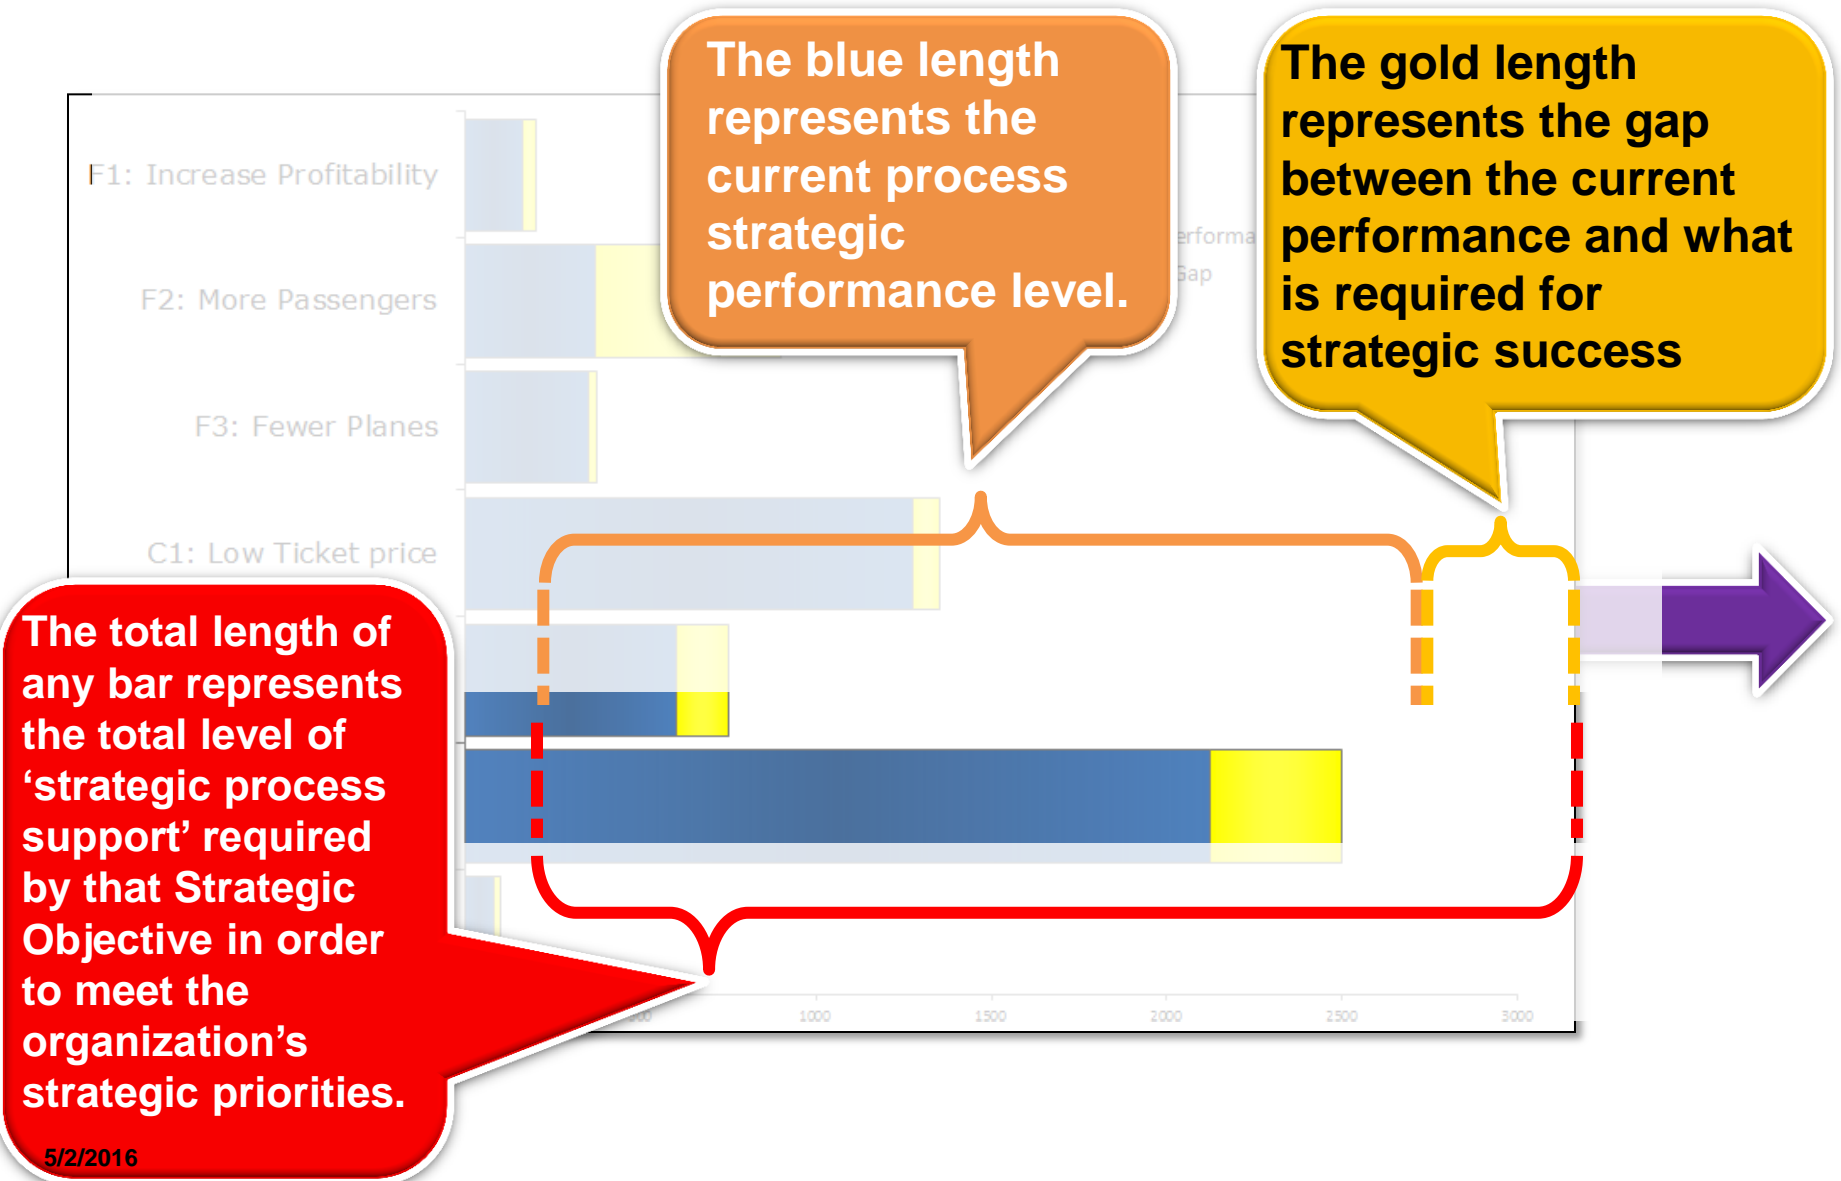 The blue length
represents the
current process
strategic
performance level.
The gold length
represents the gap
between the current
performance and what
is required for
strategic success
F1: Increase Profitability
F2: More Passengers
Gap
F3: Fewer Planes
C1: Low Ticket price
The total length of
any bar represents
the total level of
‘strategic process
support’ required
by that Strategic
Objective in order
to meet the
organization’s
strategic priorities.
1000 1500 2000 2500 3000
5/2/2016